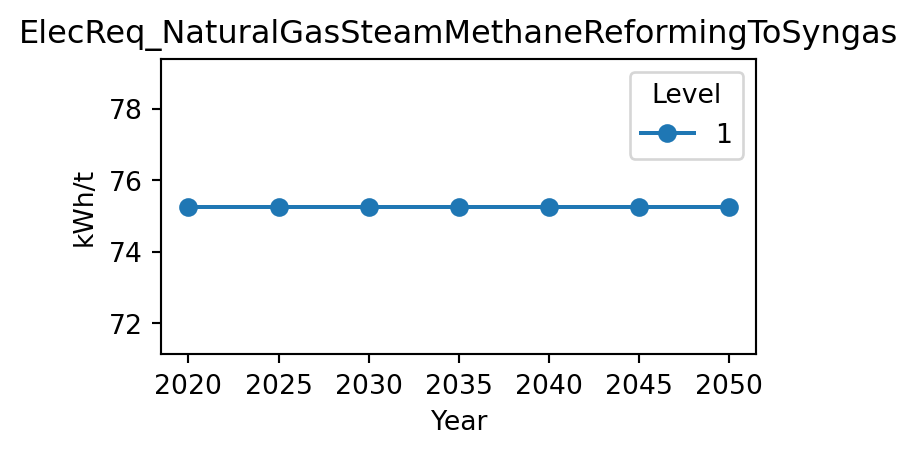 ElecReq_NaturalGasSteamMethaneReformingToSyngas
Level
1
kWh/t
78
76
74
72
2020 2025 2030 2035 2040 2045 2050
Year